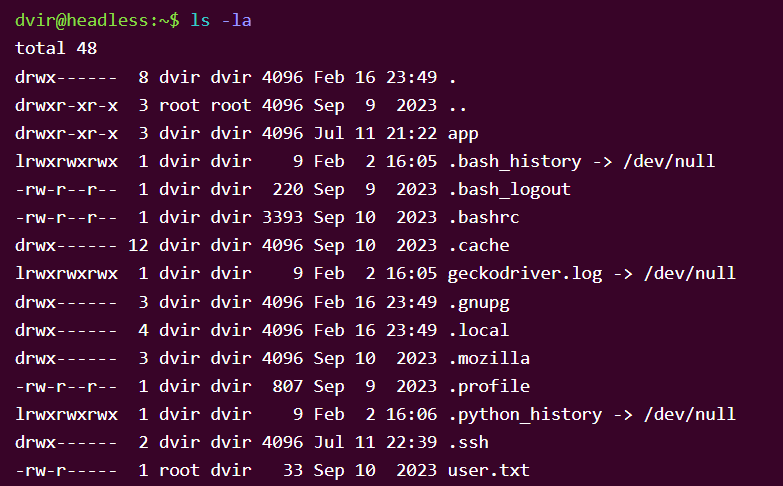 dvir@headless:~$ ls -la
total 48
drwx------  8 dvir dvir 4096 Feb 16 23:49 .
drwxr-xr-x  3 root root 4096 Sep  9  2023 ..
drwxr-xr-x  3 dvir dvir 4096 Jul 11 21:22 app
lrwxrwxrwx  1 dvir dvir    9 Feb  2 16:05 .bash_history -> /dev/null
-rw-r--r--  1 dvir dvir  220 Sep  9  2023 .bash_logout
-rw-r--r--  1 dvir dvir 3393 Sep 10  2023 .bashrc
drwx------ 12 dvir dvir 4096 Sep 10  2023 .cache
lrwxrwxrwx  1 dvir dvir    9 Feb  2 16:05 geckodriver.log -> /dev/null
drwx------  3 dvir dvir 4096 Feb 16 23:49 .gnupg
drwx------  4 dvir dvir 4096 Feb 16 23:49 .local
drwx------  3 dvir dvir 4096 Sep 10  2023 .mozilla
-rw-r--r--  1 dvir dvir  807 Sep  9  2023 .profile
lrwxrwxrwx  1 dvir dvir    9 Feb  2 16:06 .python_history -> /dev/null
drwx------  2 dvir dvir 4096 Jul 11 22:39 .ssh
-rw-r-----  1 root dvir   33 Sep 10  2023 user.txt